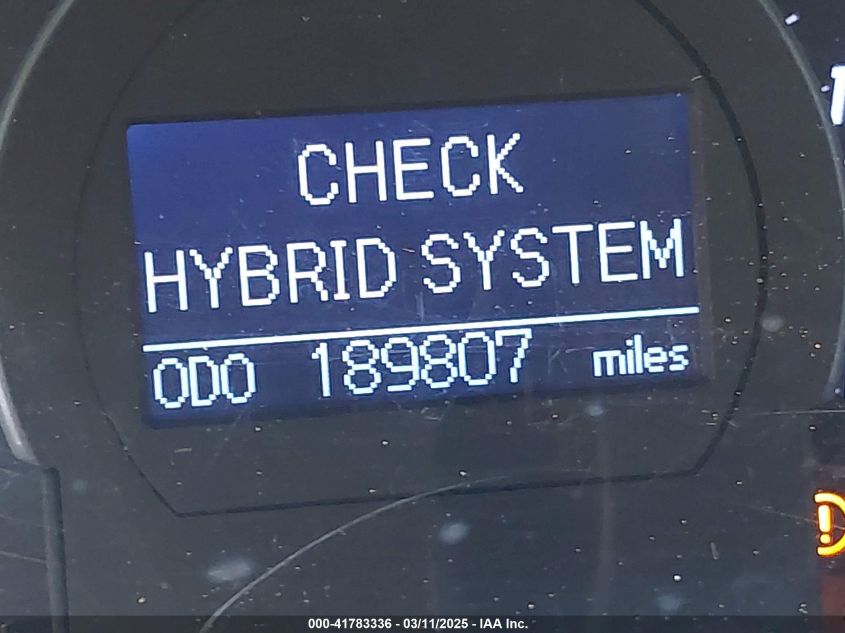 CHECK
HYBRID SYSTEM
ODO 189807 miles
000-41783336 - 03/11/2025 - IAA Inc.